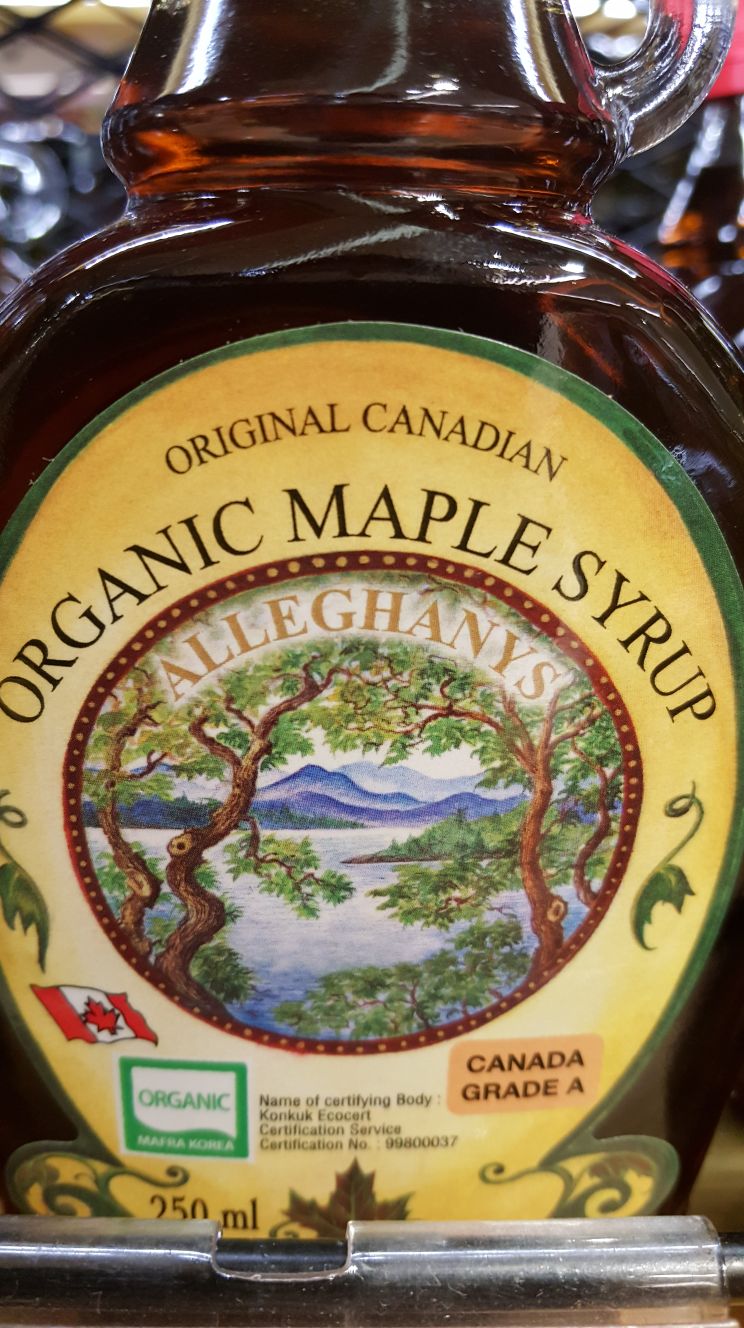 ORIGINAL CANADIAN
ORGANIC MAPLE SYRUP
ALLEGHANYS
CANADA
GRADE A
ORGANIC
MAFRA KOREA
Name of certifying Body :
Konkuk Ecocert
Certification Service
Certification No. : 99800037
250 ml